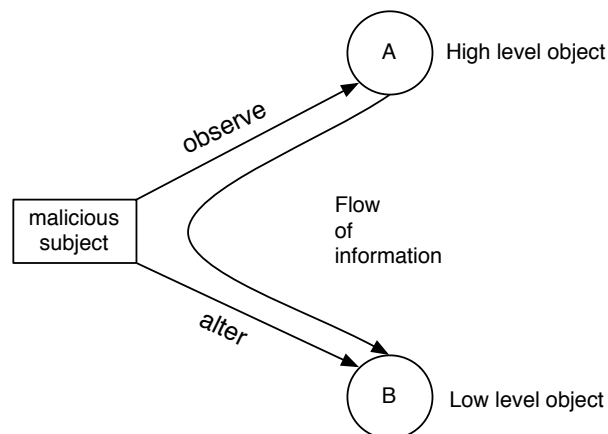 A
High level object
observe
malicious
subject
Flow
of
information
alter
B
Low level object